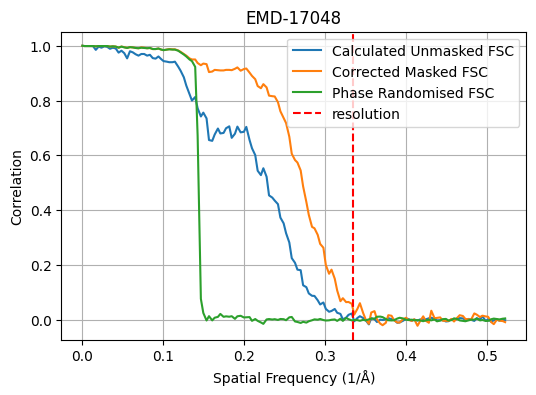 EMD-17048
Calculated Unmasked FSC
Corrected Masked FSC
Phase Randomised FSC
resolution
Correlation
1.0
0.8
0.6
0.4
0.2
0.0
0.0 0.1 0.2 0.3 0.4 0.5
Spatial Frequency (1/Å)